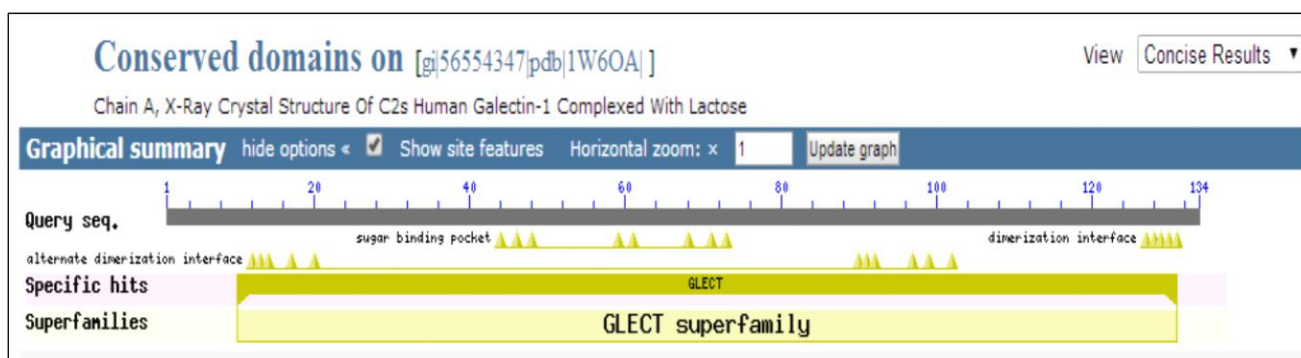 Conserved domains on [gi|56554347|pdb|1W6OA| ]
View Concise Results ▼
Chain A, X-Ray Crystal Structure Of C2s Human Galectin-1 Complexed With Lactose
Graphical summary hide options « Show site features Horizontal zoom: × 1 Update graph
1 20 40 60 80 100 120 134
Query seq.
sugar binding pocket dimerization interface
alternate dimerization interface
Specific hits GLECT
Superfamilies GLECT superfamily